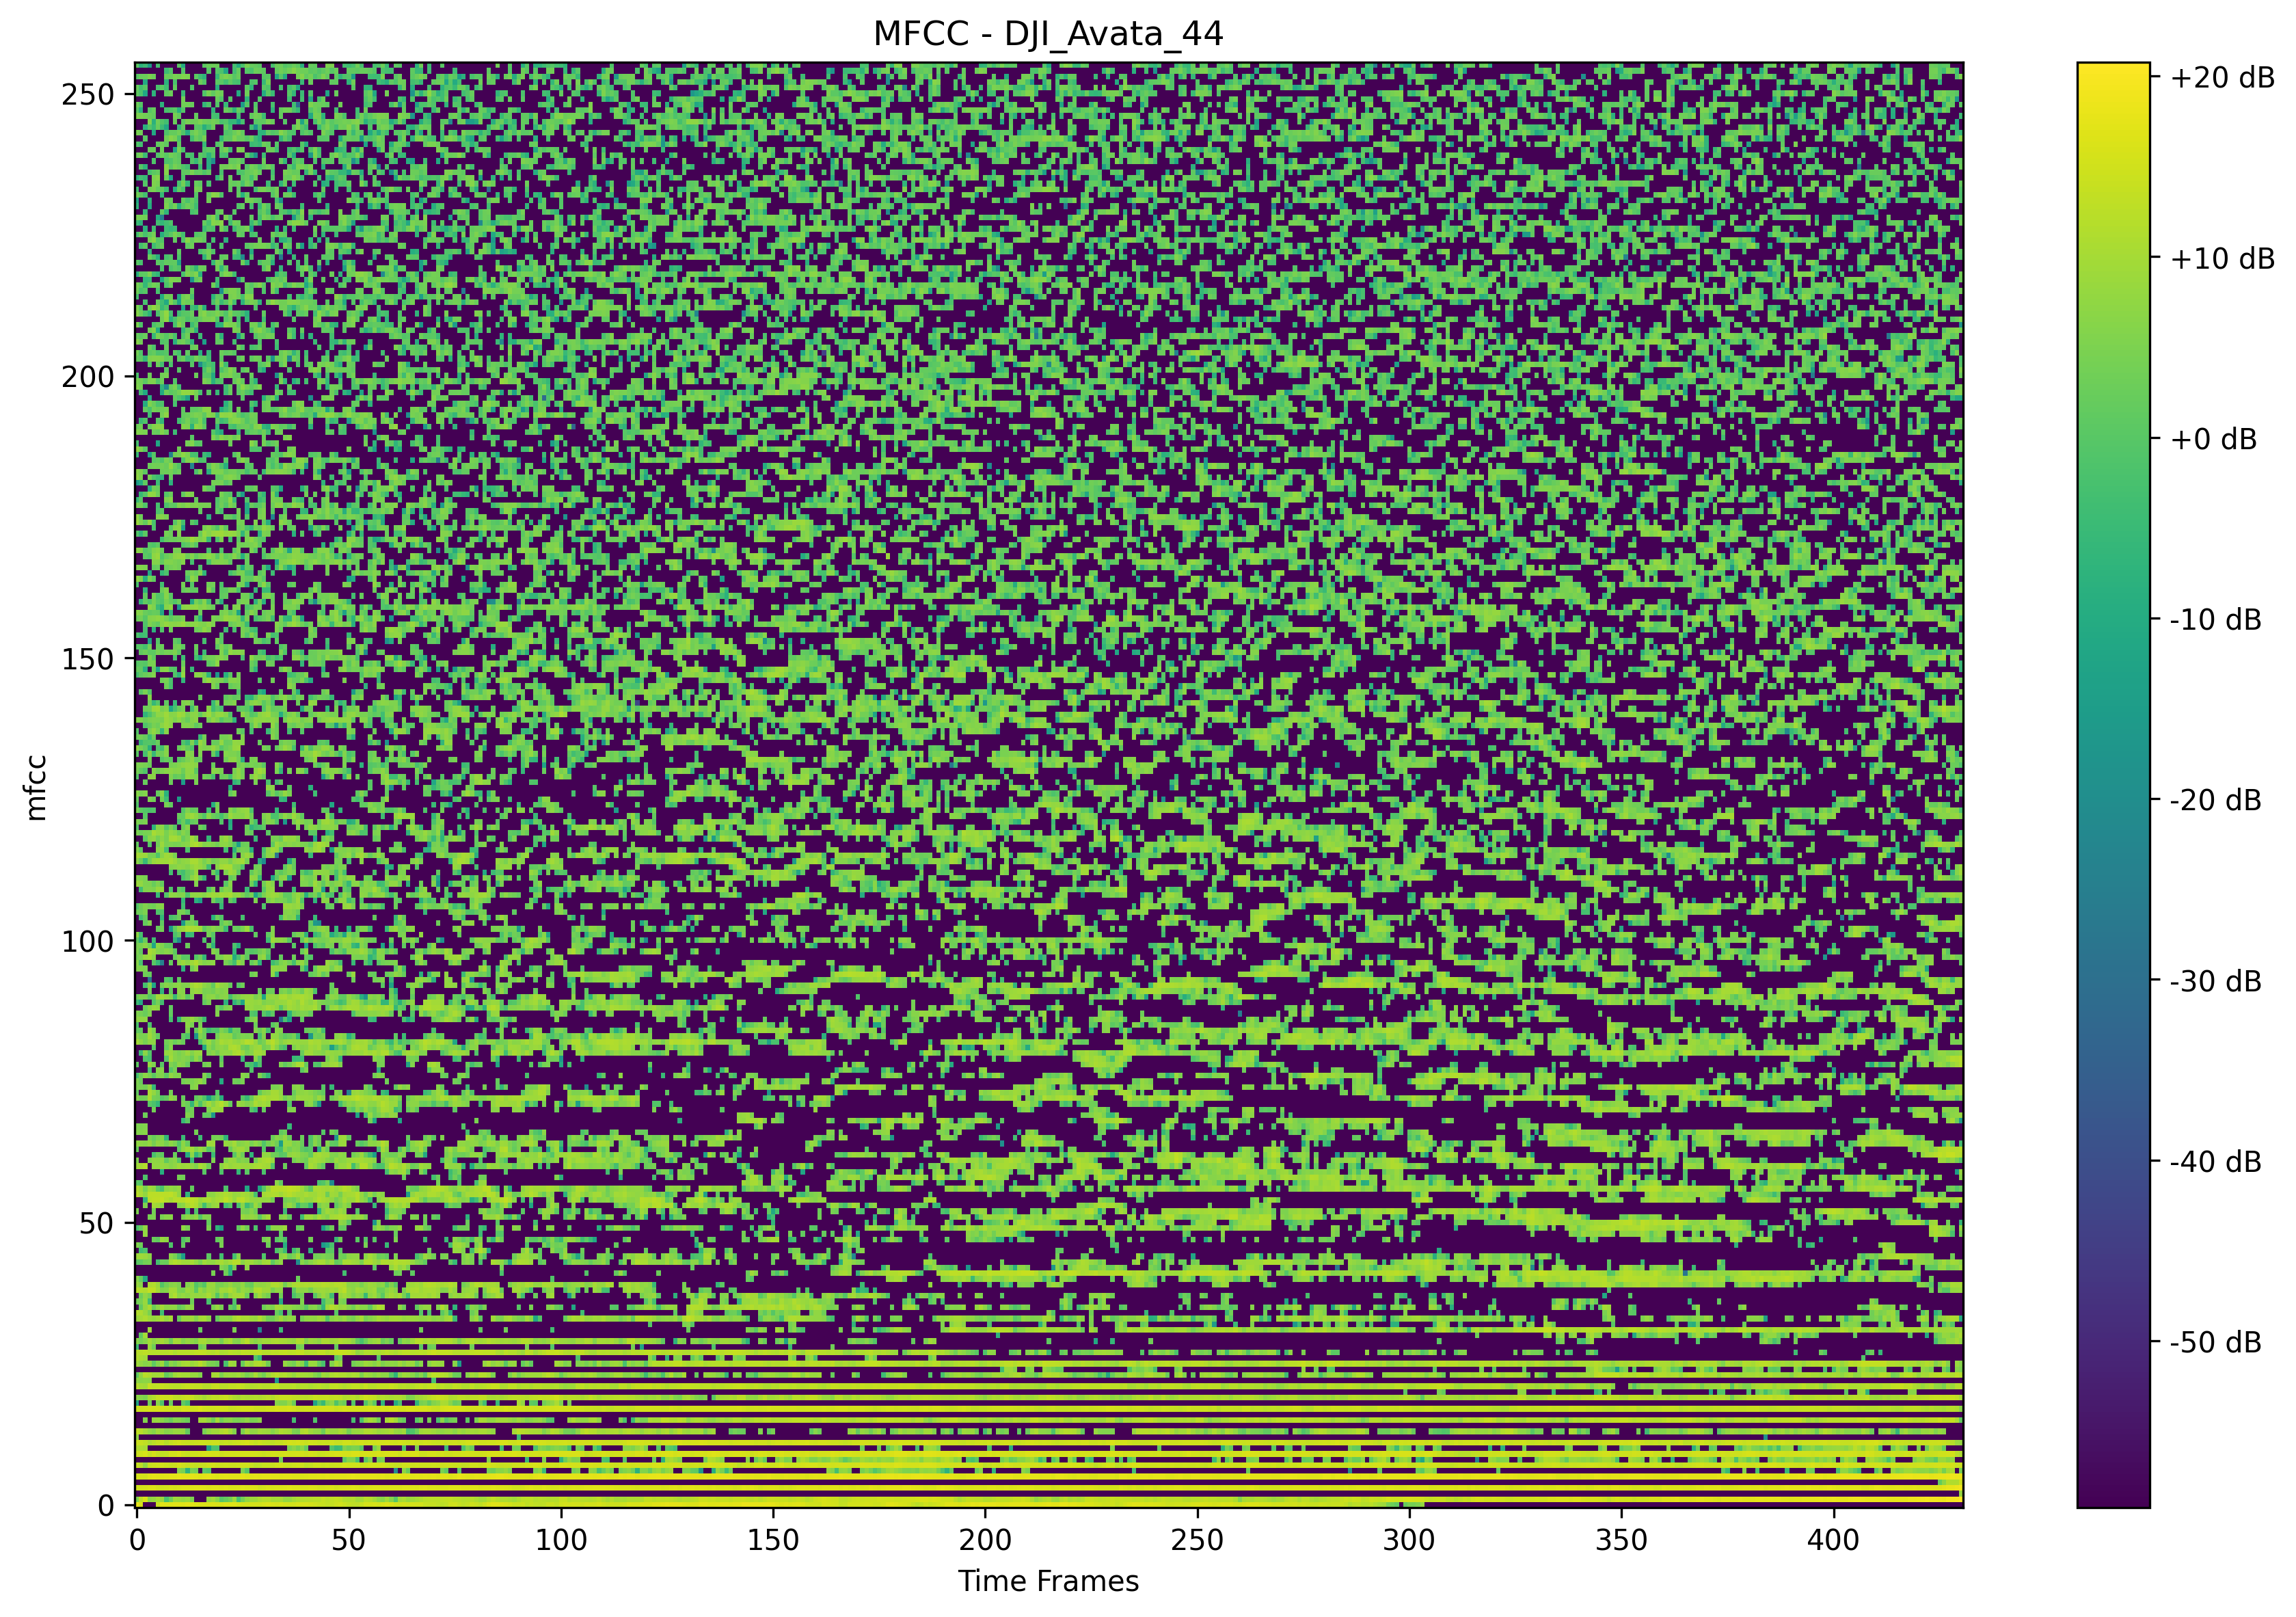 MFCC - DJI_Avata_44
mfcc
250
200
150
100
50
0
0 50 100 150 200 250 300 350 400
Time Frames
+20 dB
+10 dB
+0 dB
-10 dB
-20 dB
-30 dB
-40 dB
-50 dB